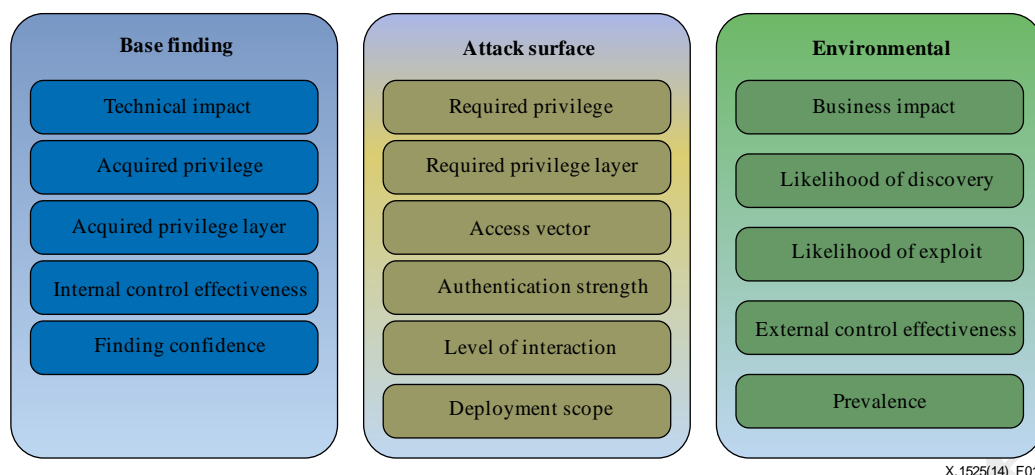 Base finding
Technical impact
Acquired privilege
Acquired privilege layer
Internal control effectiveness
Finding confidence
Attack surface
Required privilege
Required privilege layer
Access vector
Authentication strength
Level of interaction
Deployment scope
Environmental
Business impact
Likelihood of discovery
Likelihood of exploit
External control effectiveness
Prevalence